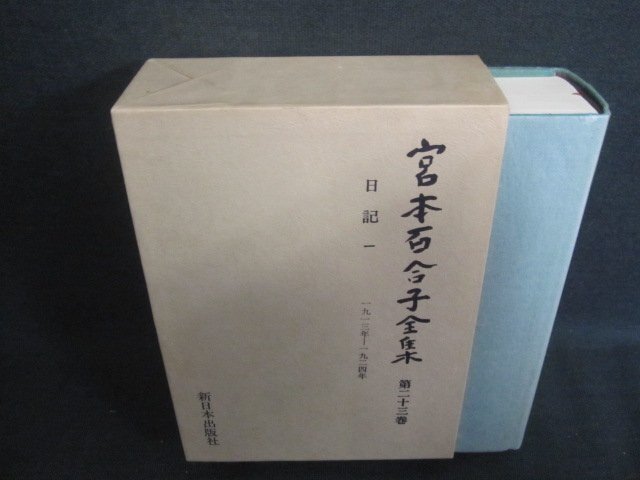 宮本百合子全集 第二十三巻
日記 一
一九一三年―一九二四年
新日本出版社